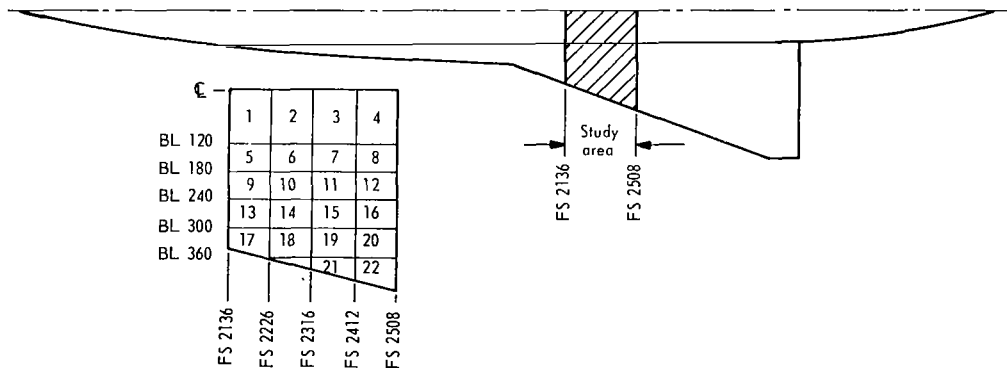 ℄
1 2 3 4
BL 120
5 6 7 8
BL 180
9 10 11 12
BL 240
13 14 15 16
BL 300
17 18 19 20
BL 360
21 22
FS 2136
FS 2226
FS 2316
FS 2412
FS 2508
Study
area
FS 2136
FS 2508